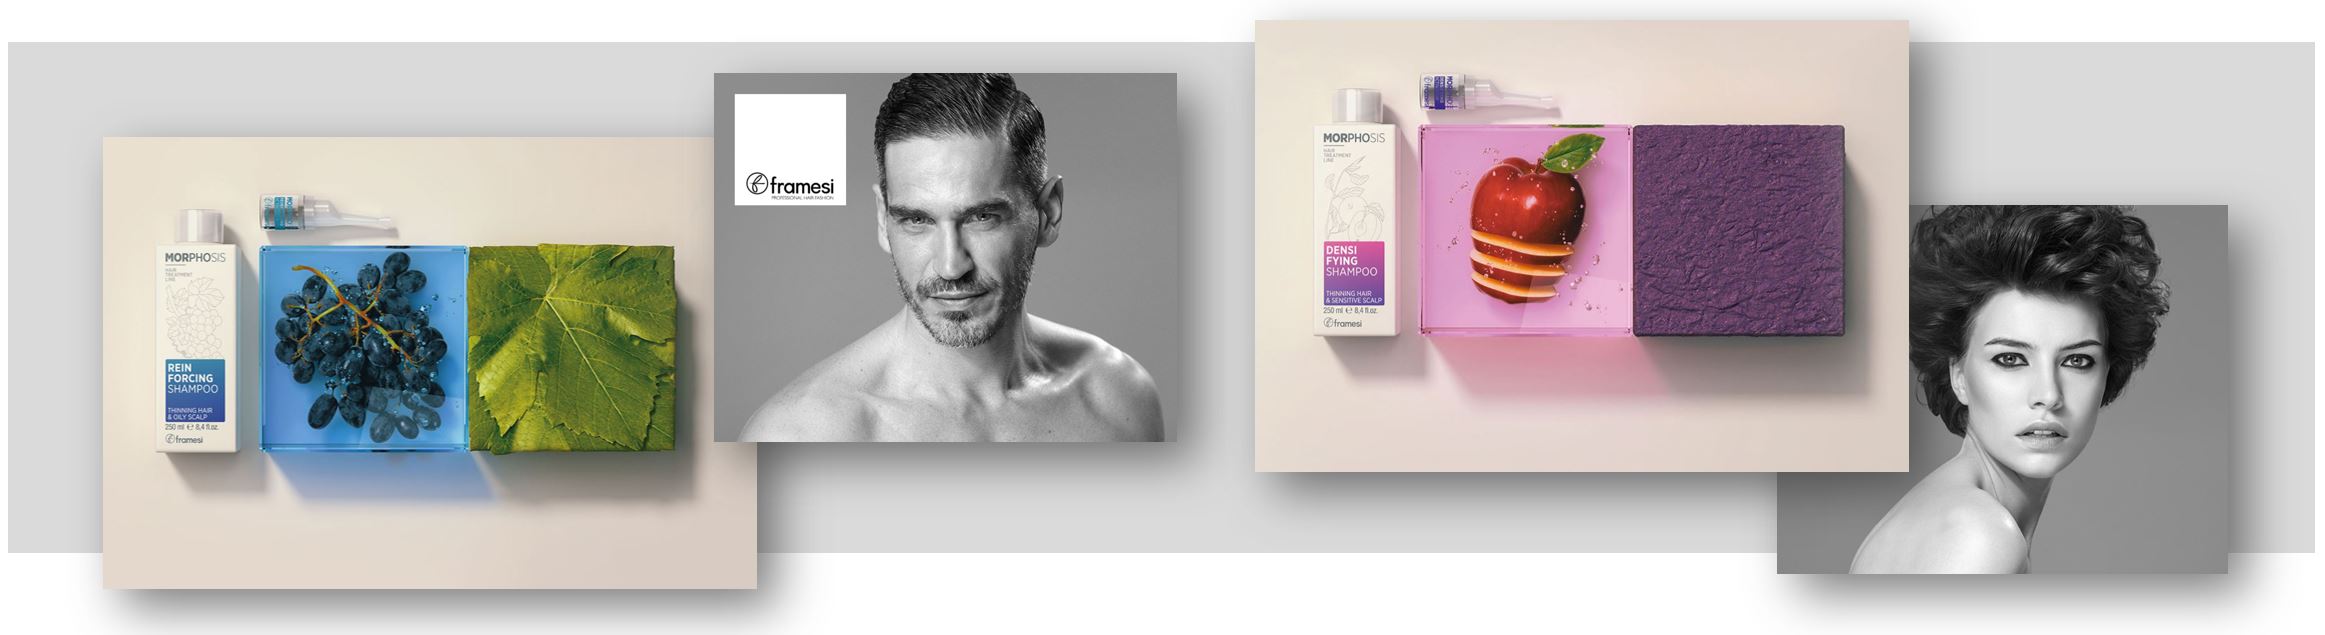 MORPHOSIS
HAIR
TREATMENT
LINE
REIN
FORCING
SHAMPOO
THINNING HAIR
& OILY SCALP
250 ml ℮ 8,4 fl.oz.
framesi
framesi
PROFESSIONAL HAIR FASHION
MORPHOSIS
HAIR
TREATMENT
LINE
DENSI
FYING
SHAMPOO
THINNING HAIR
& SENSITIVE SCALP
250 ml ℮ 8,4 fl.oz.
framesi